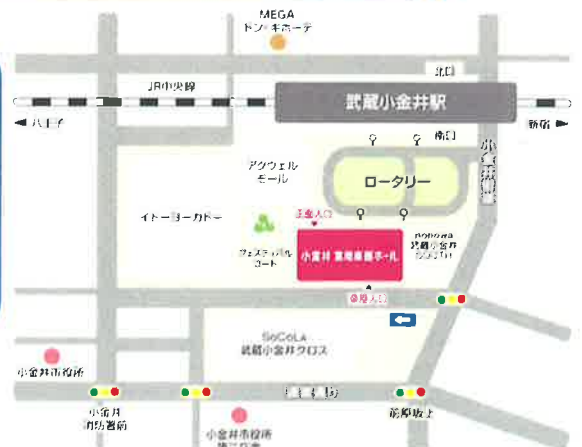 MEGA
ドン・キホーテ
北口
JR中央線
武蔵小金井駅
八王子
新宿
南口
アクウェル
モール
ロータリー
イトーヨーカドー
正面入口
フェスティバル
コート
小金井 宮地楽器ホール
武蔵小金井
SOUTH
SoCoLa
武蔵小金井クロス
小金井市役所
小金井
消防署前
前原坂上
小金井市役所